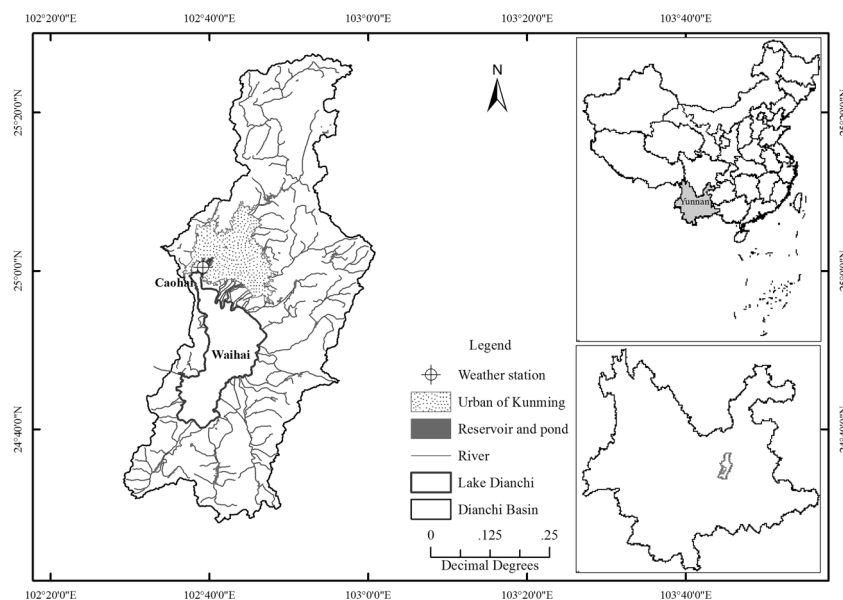 102°20'0"E 102°40'0"E 103°0'0"E 103°20'0"E 103°40'0"E
25°20'0"N
25°0'0"N
24°40'0"N
N
Caohai
Waihai
Yunnan
Legend
Weather station
Urban of Kunming
Reservoir and pond
River
Lake Dianchi
Dianchi Basin
0 .125 .25
Decimal Degrees
102°20'0"E 102°40'0"E 103°0'0"E 103°20'0"E 103°40'0"E